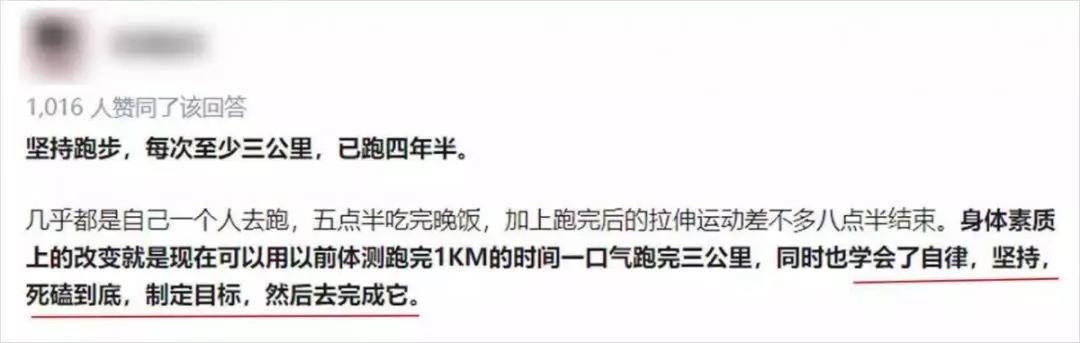 1,016 人赞同了该回答
坚持跑步，每次至少三公里，已跑四年半。
几乎都是自己一个人去跑，五点半吃完晚饭，加上跑完后的拉伸运动差不多八点半结束。身体素质
上的改变就是现在可以用以前体测跑完1KM的时间一口气跑完三公里，同时也学会了自律，坚持，
死磕到底，制定目标，然后去完成它。